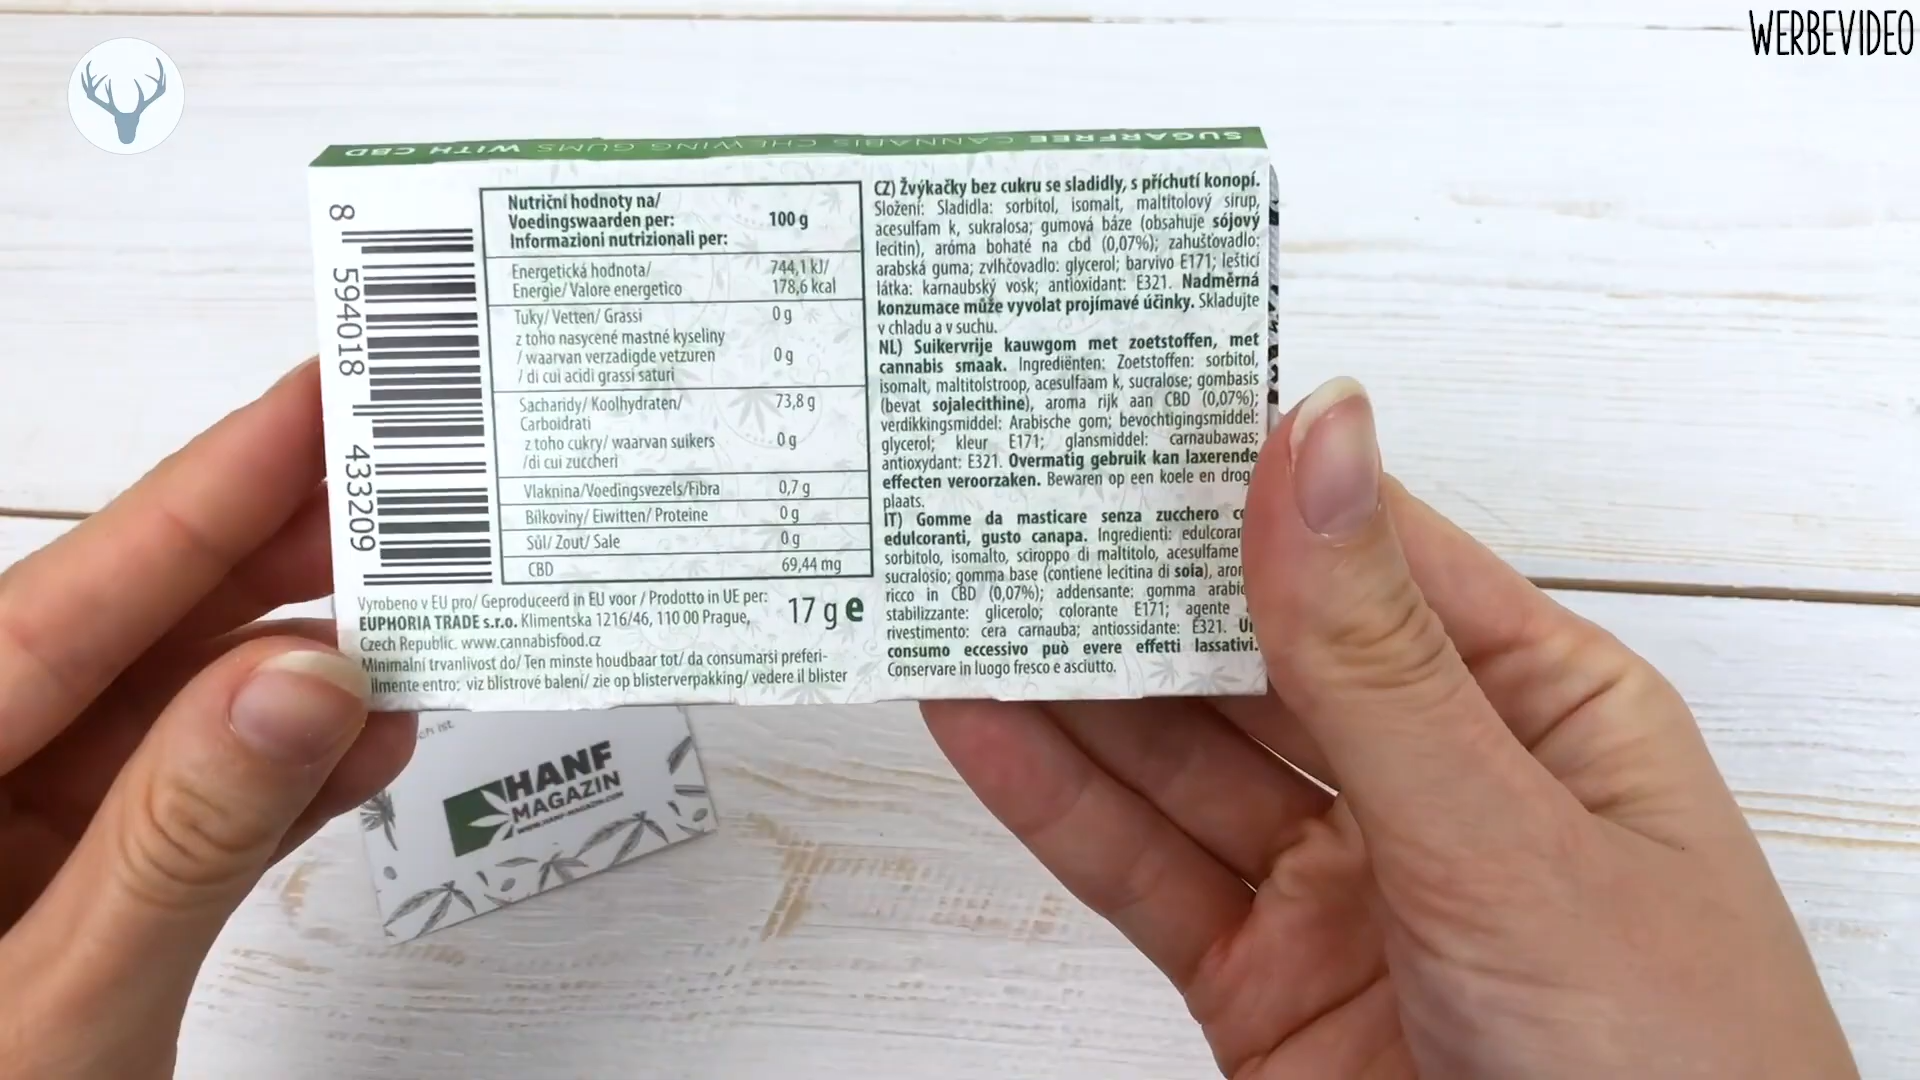 WERBEVIDEO
SUGARFREE CANNABIS CHEWING GUMS WITH CBD
8 594018 433209
Nutriční hodnoty na/
Voedingswaarden per:
Informazioni nutrizionali per:
100 g
Energetická hodnota/
Energie/ Valore energetico
744,1 kJ/
178,6 kcal
Tuky/ Vetten/ Grassi
0 g
z toho nasycené mastné kyseliny
/ waarvan verzadigde vetzuren
/ di cui acidi grassi saturi
0 g
Sacharidy/ Koolhydraten/
Carboidrati
73,8 g
z toho cukry/ waarvan suikers
/di cui zuccheri
0 g
Vláknina/Voedingsvezels/Fibra
0,7 g
Bílkoviny/ Eiwitten/ Proteine
0 g
Sůl/ Zout/ Sale
0 g
CBD
69,44 mg
Vyrobeno v EU pro/ Geproduceerd in EU voor / Prodotto in UE per:
EUPHORIA TRADE s.r.o. Klimentska 1216/46, 110 00 Prague,
Czech Republic. www.cannabisfood.cz
17 g e
Minimalní trvanlivost do/ Ten minste houdbaar tot/ da consumarsi preferi-
ilmente entro: viz blistrové balení/ zie op blisterverpakking/ vedere il blister
CZ) Žvýkačky bez cukru se sladidly, s příchutí konopí.
Složení: Sladidla: sorbitol, isomalt, maltitolový sirup,
acesulfam k, sukralosa; gumová báze (obsahuje sójový
lecitin), aróma bohaté na cbd (0,07%); zahušťovadlo:
arabská guma; zvlhčovadlo: glycerol; barvivo E171; lešticí
látka: karnaubský vosk; antioxidant: E321. Nadměrná
konzumace může vyvolat projímavé účinky. Skladujte
v chladu a v suchu.
NL) Suikervrije kauwgom met zoetstoffen, met
cannabis smaak. Ingrediënten: Zoetstoffen: sorbitol,
isomalt, maltitolstroop, acesulfaam k, sucralose; gombasis
(bevat sojalecithine), aroma rijk aan CBD (0,07%);
verdikkingsmiddel: Arabische gom; bevochtigingsmiddel:
glycerol; kleur E171; glansmiddel: carnaubawas;
antioxydant: E321. Overmatig gebruik kan laxerende
effecten veroorzaken. Bewaren op een koele en drog
plaats.
IT) Gomme da masticare senza zucchero
edulcoranti, gusto canapa. Ingredienti: edulcorar
sorbitolo, isomalto, sciroppo di maltitolo, acesulfame
sucralosio; gomma base (contiene lecitina di soia), aror
ricco in CBD (0,07%); addensante: gomma arabic
stabilizzante: glicerolo; colorante E171; agente
rivestimento: cera carnauba; antiossidante: E321.
consumo eccessivo può evere effetti lassativi.
Conservare in luogo fresco e asciutto.
ch ist
HANF
MAGAZIN
WWW.HANF-MAGAZIN.COM